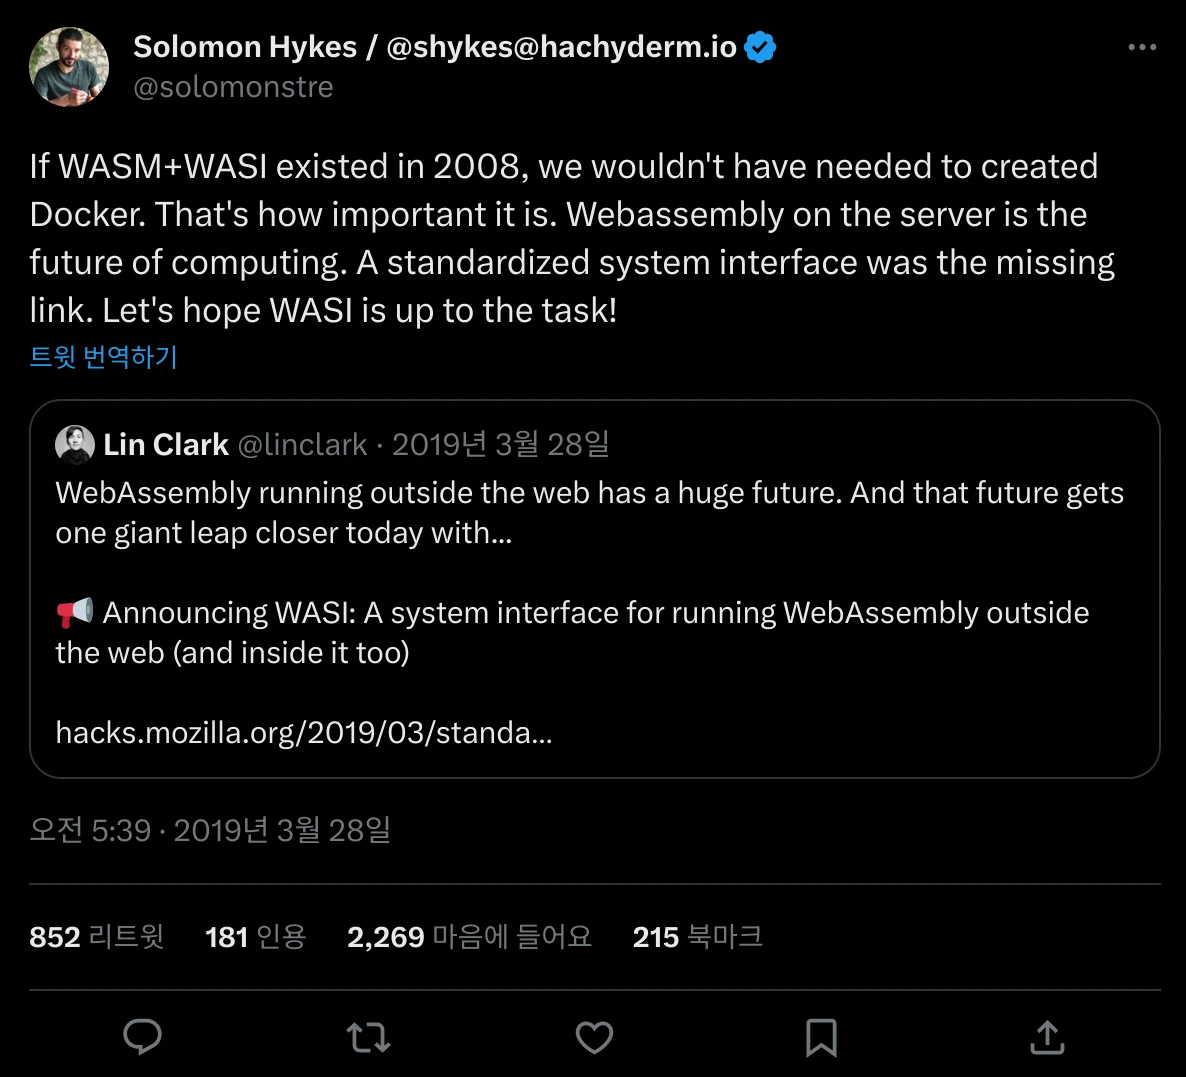 Solomon Hykes / @shykes@hachyderm.io
@solomonstre
If WASM+WASI existed in 2008, we wouldn't have needed to created
Docker. That's how important it is. Webassembly on the server is the
future of computing. A standardized system interface was the missing
link. Let's hope WASI is up to the task!
트윗 번역하기
Lin Clark @linclark · 2019년 3월 28일
WebAssembly running outside the web has a huge future. And that future gets
one giant leap closer today with...
📢 Announcing WASI: A system interface for running WebAssembly outside
the web (and inside it too)
hacks.mozilla.org/2019/03/standa...
오전 5:39 · 2019년 3월 28일
852 리트윗 181 인용 2,269 마음에 들어요 215 북마크